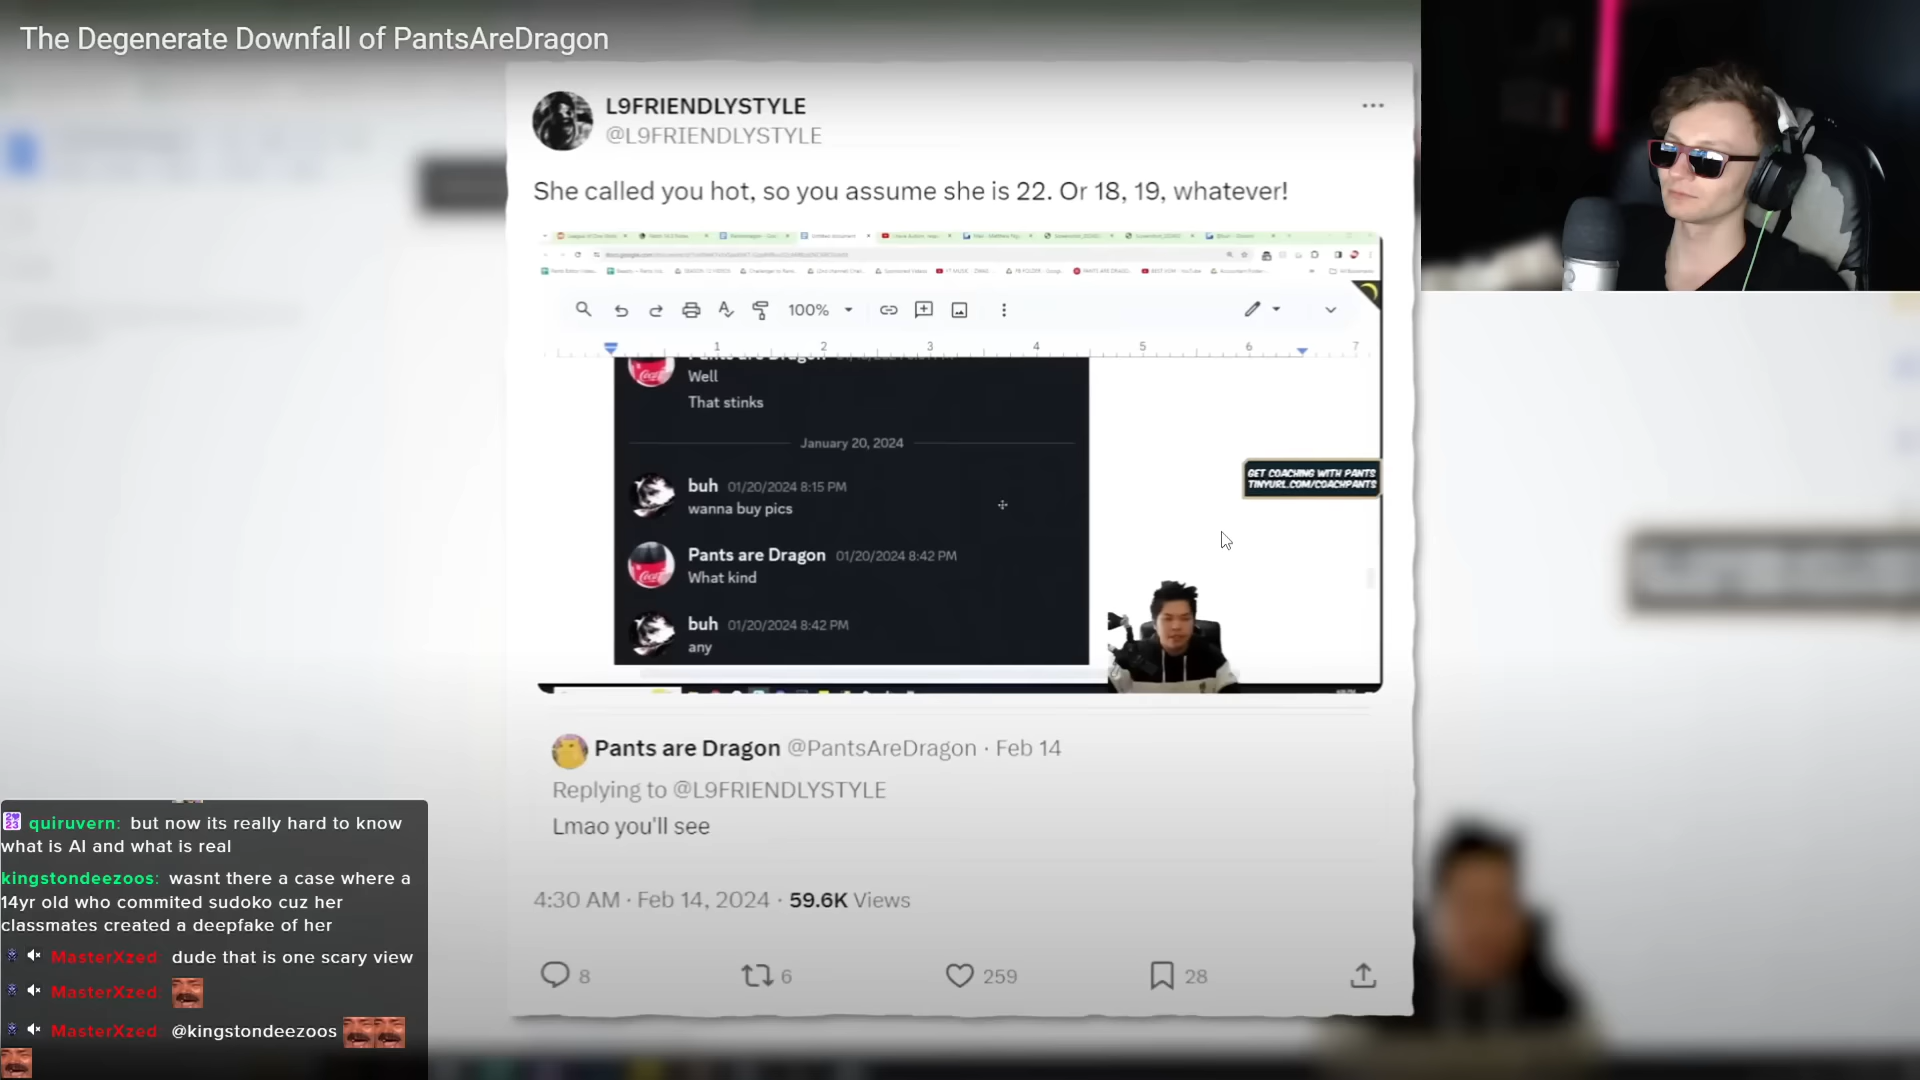 The Degenerate Downfall of PantsAreDragon
L9FRIENDLYSTYLE
@L9FRIENDLYSTYLE
She called you hot, so you assume she is 22. Or 18, 19, whatever!
100%
1 2 3 4 5 6 7
Pants are Dragon
Well
That stinks
January 20, 2024
buh 01/20/2024 8:15 PM
wanna buy pics
Pants are Dragon 01/20/2024 8:42 PM
What kind
buh 01/20/2024 8:42 PM
any
GET COACHING WITH PANTS
TINYURL.COM/COACHPANTS
Pants are Dragon @PantsAreDragon · Feb 14
Replying to @L9FRIENDLYSTYLE
Lmao you'll see
4:30 AM · Feb 14, 2024 · 59.6K Views
8 6 259 28
quiruvern: but now its really hard to know
what is AI and what is real
kingstondeezoos: wasnt there a case where a
14yr old who commited sudoko cuz her
classmates created a deepfake of her
MasterXzed dude that is one scary view
MasterXzed
MasterXzed @kingstondeezoos